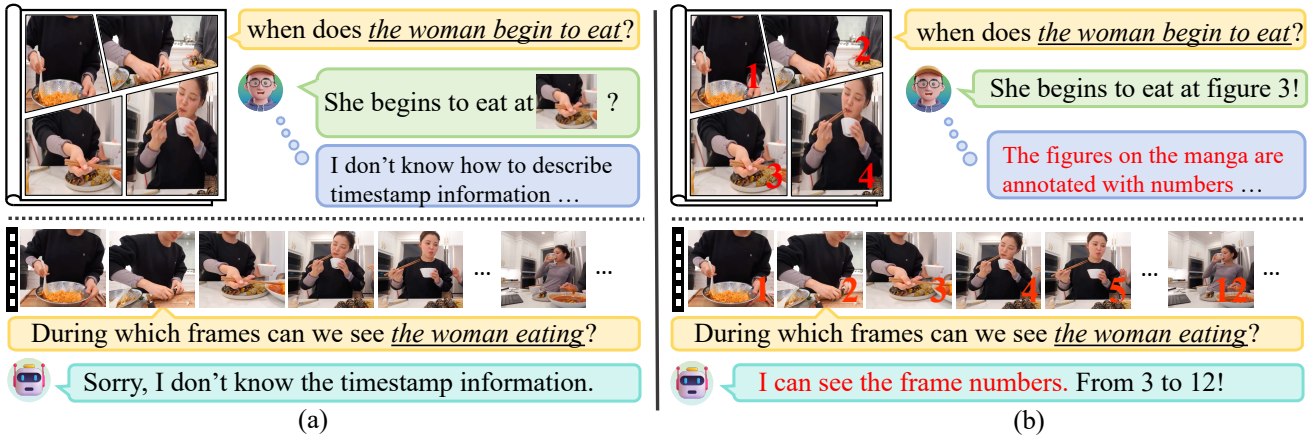 when does the woman begin to eat?
She begins to eat at ?
I don’t know how to describe
timestamp information …
...
...
During which frames can we see the woman eating?
Sorry, I don’t know the timestamp information.
(a)
when does the woman begin to eat?
1
2
3
4
She begins to eat at figure 3!
The figures on the manga are
annotated with numbers …
1
2
3
4
5
...
12
...
During which frames can we see the woman eating?
I can see the frame numbers. From 3 to 12!
(b)